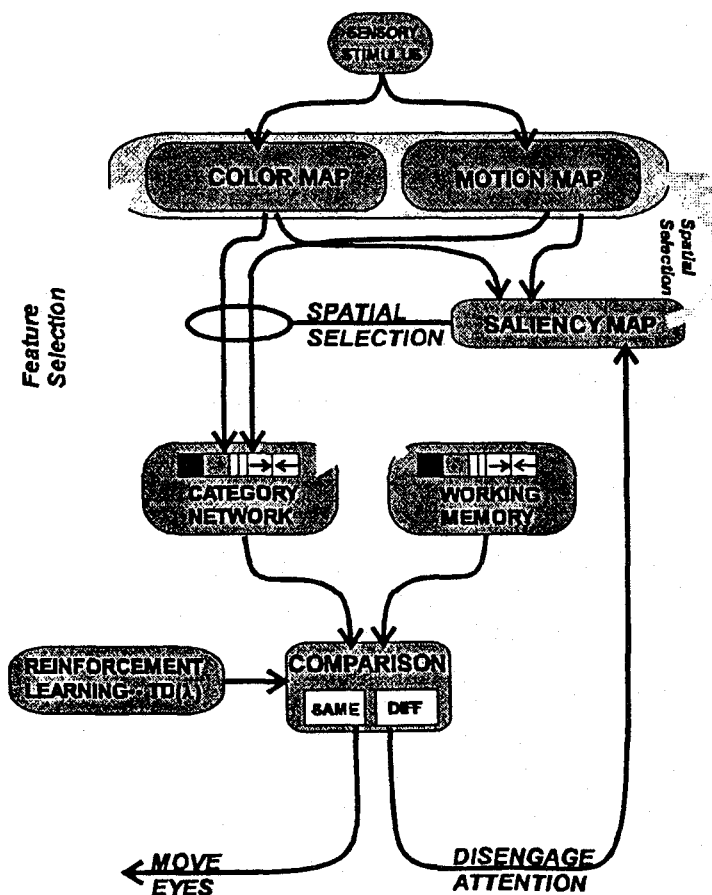 SENSORY
STIMULUS
COLOR MAP
MOTION MAP
Spatial
Selection
Feature
Selection
SPATIAL
SELECTION
SALIENCY MAP
CATEGORY
NETWORK
WORKING
MEMORY
REINFORCEMENT
LEARNING - TD(λ)
COMPARISON
SAME
DIFF
MOVE
EYES
DISENGAGE
ATTENTION